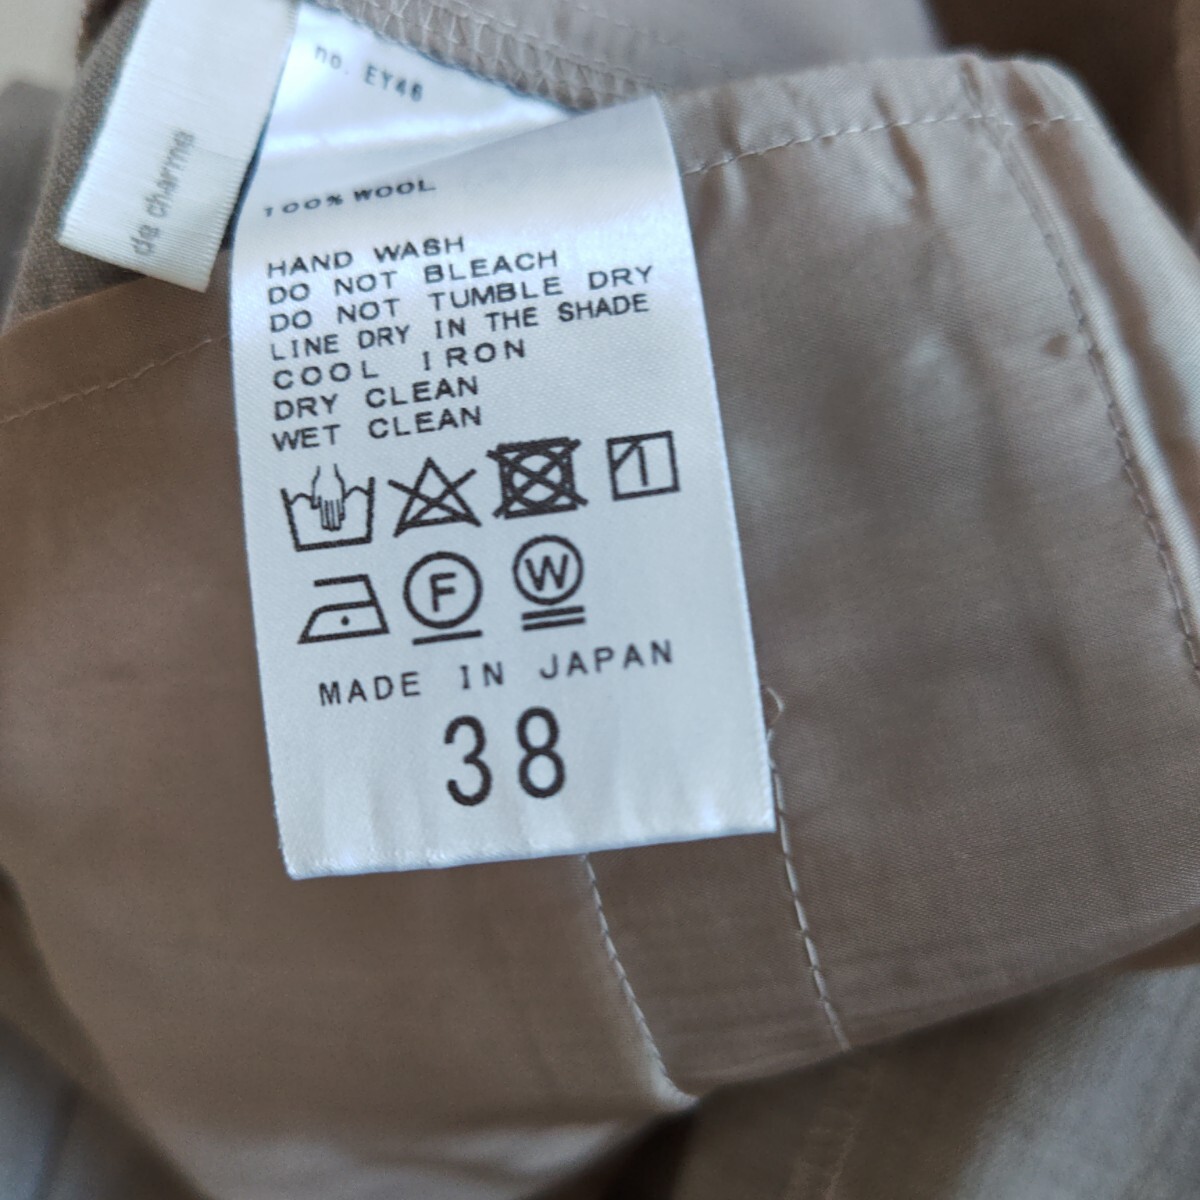 no. EY46
de charme
100% WOOL
HAND WASH
DO NOT BLEACH
DO NOT TUMBLE DRY
LINE DRY IN THE SHADE
COOL IRON
DRY CLEAN
WET CLEAN
F
W
MADE IN JAPAN
38